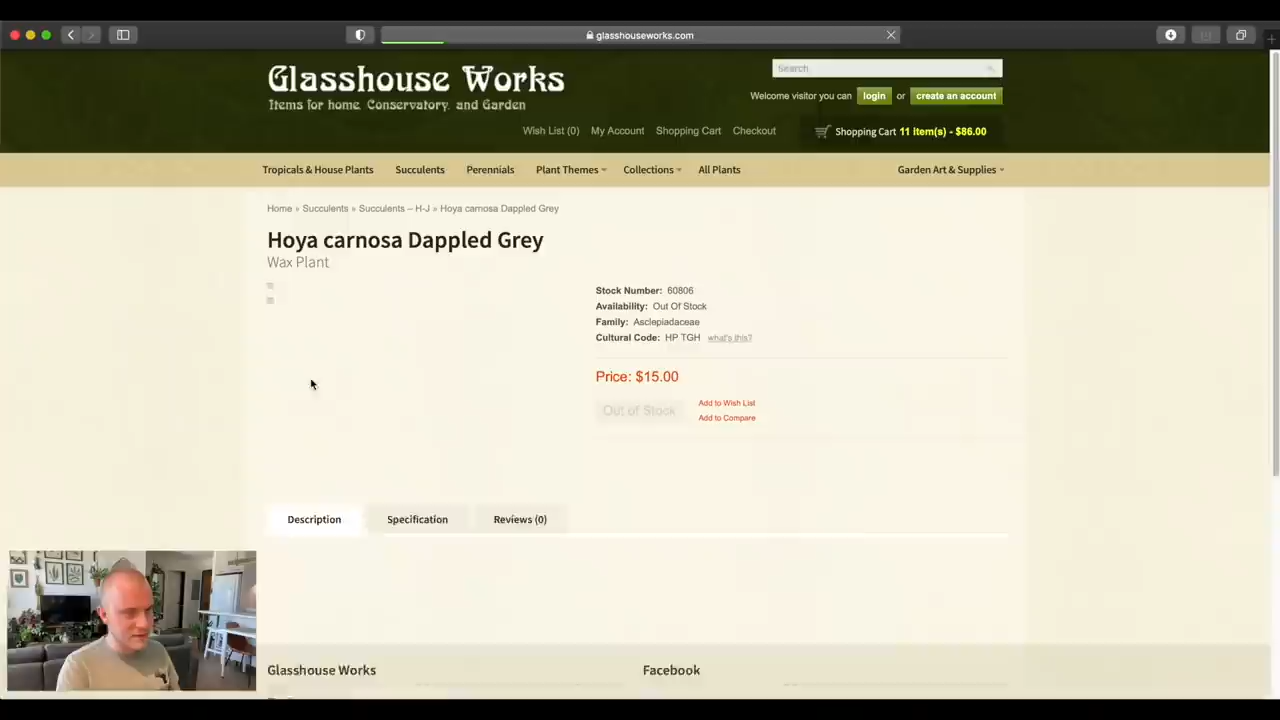 glasshouseworks.com
Glasshouse Works
Items for home, Conservatory, and Garden
Search
Welcome visitor you can login or create an account
Wish List (0) My Account Shopping Cart Checkout
Shopping Cart 11 item(s) - $86.00
Tropicals & House Plants Succulents Perennials Plant Themes Collections All Plants Garden Art & Supplies
Home » Succulents » Succulents – H-J » Hoya carnosa Dappled Grey
Hoya carnosa Dappled Grey
Wax Plant
Stock Number: 60806
Availability: Out Of Stock
Family: Asclepiadaceae
Cultural Code: HP TGH what's this?
Price: $15.00
Out of Stock
Add to Wish List
Add to Compare
Description Specification Reviews (0)
Glasshouse Works Facebook